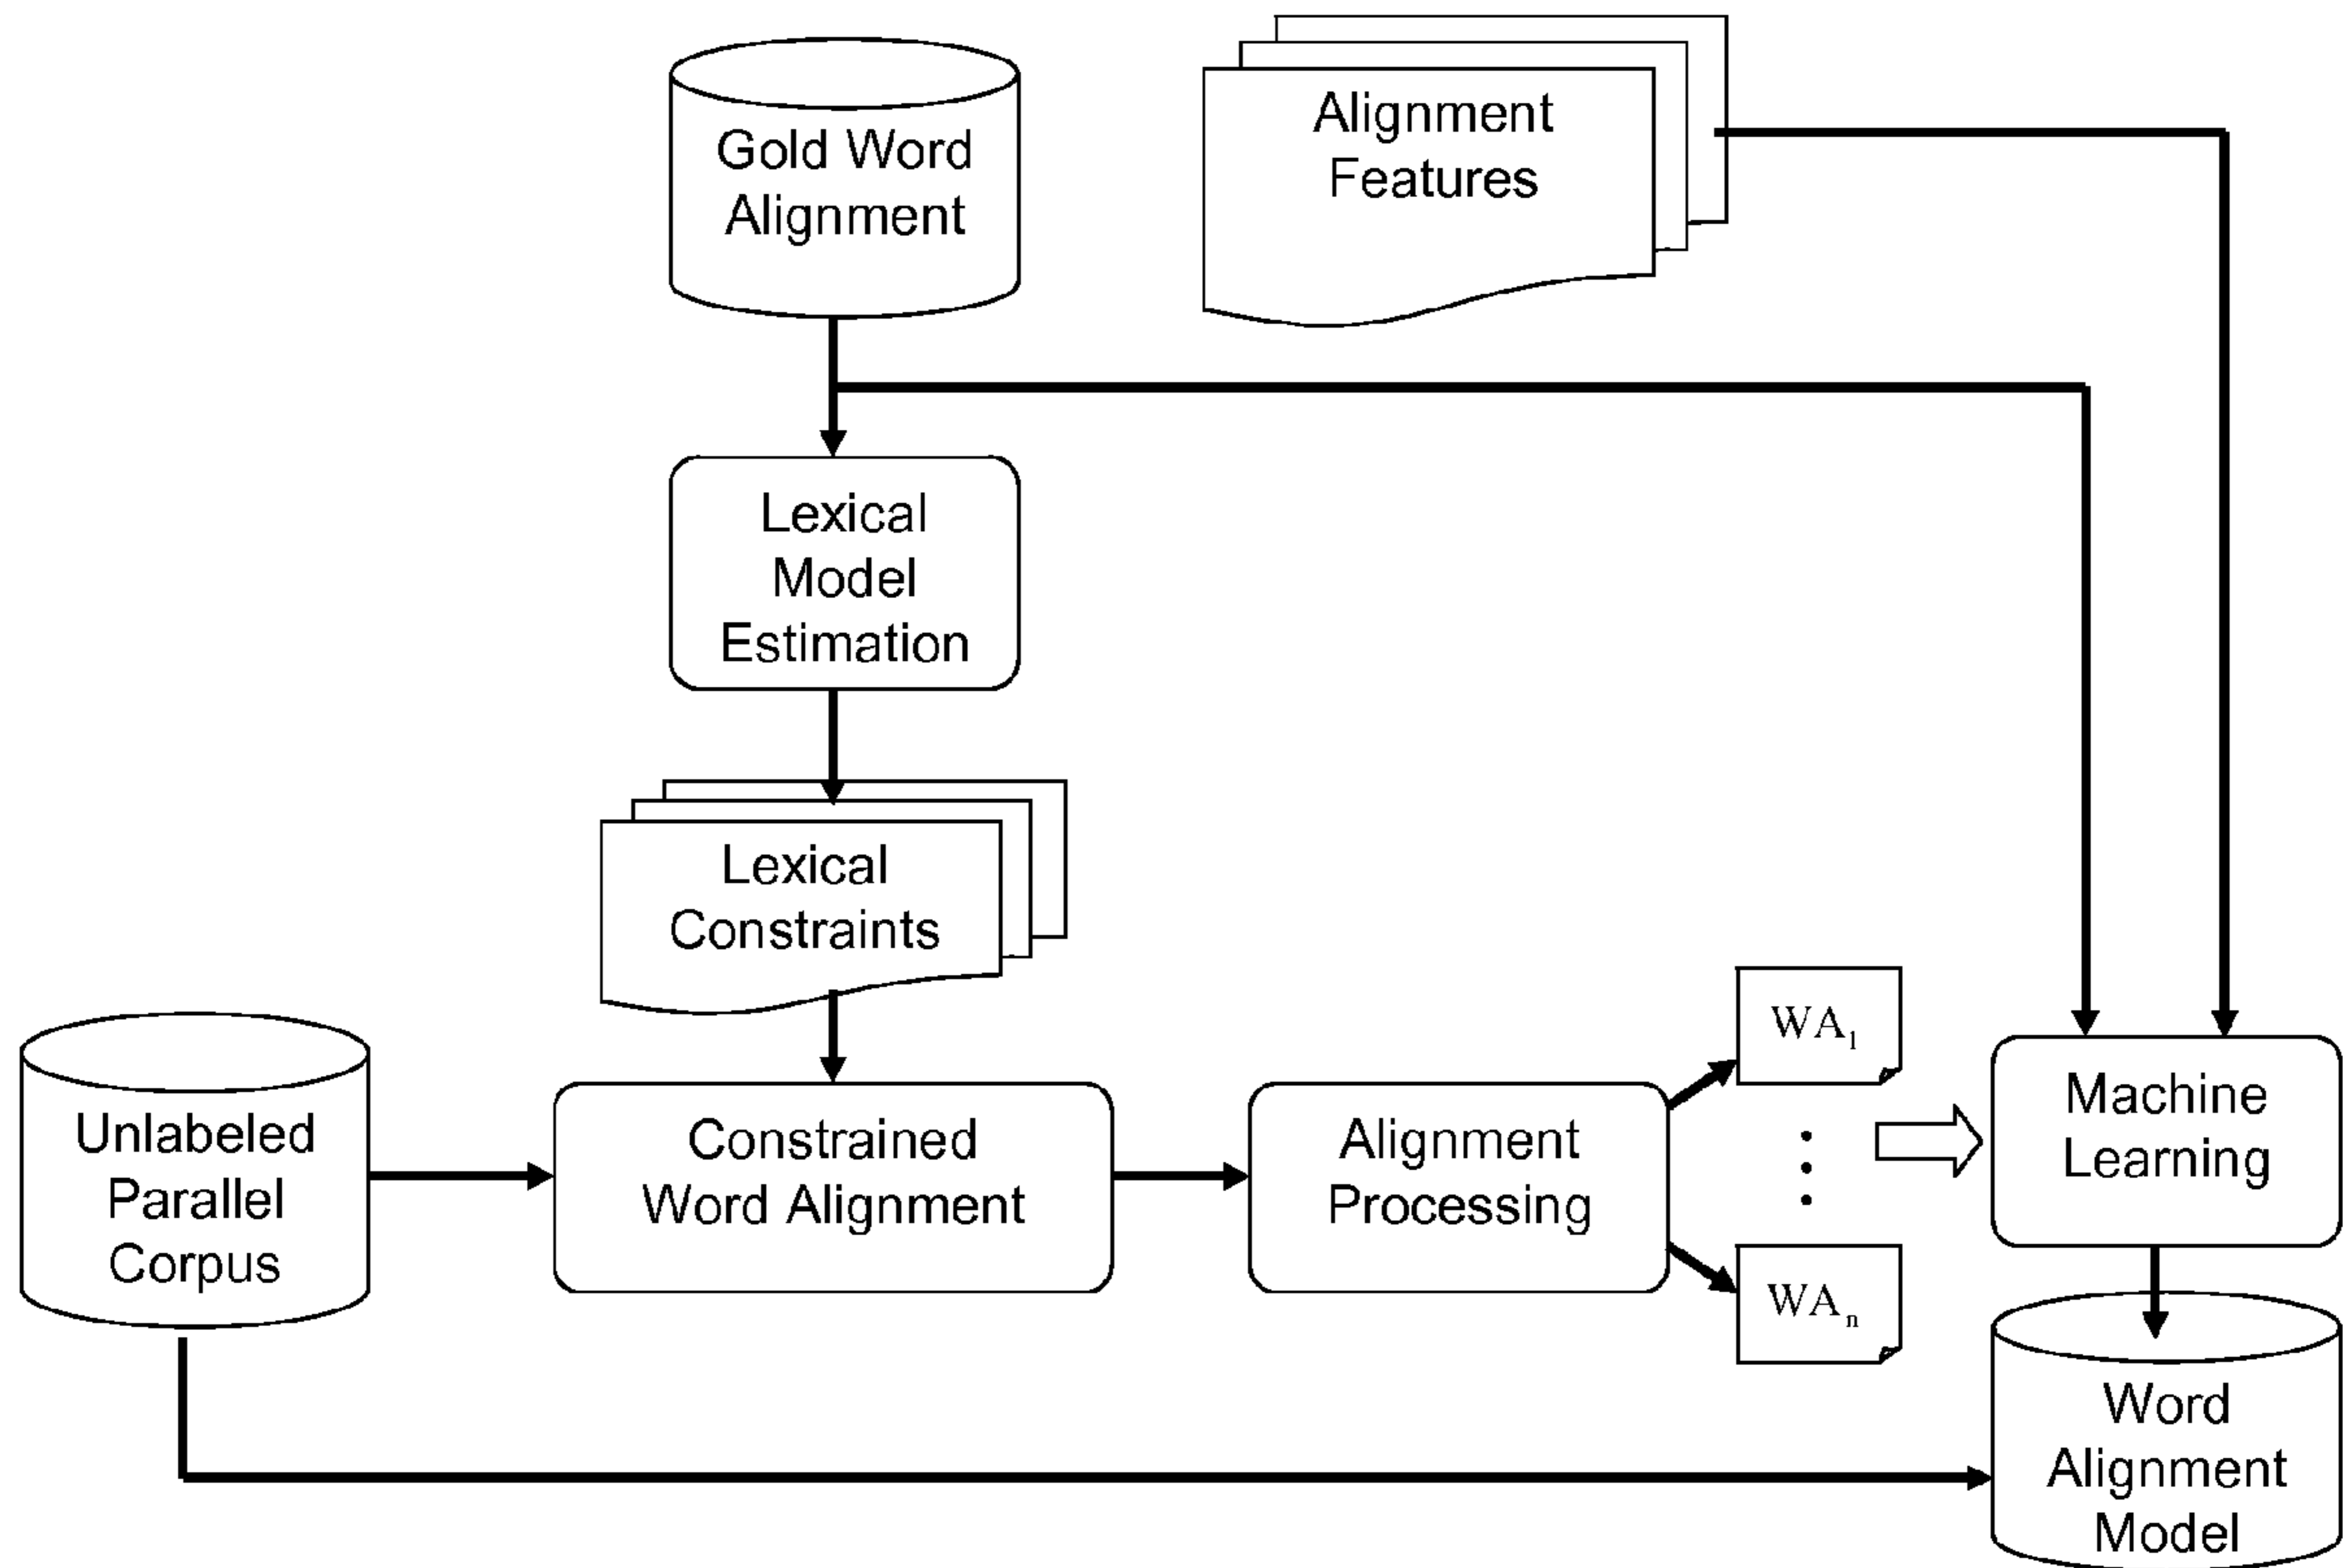 Gold Word
Alignment
Alignment
Features
Lexical
Model
Estimation
Lexical
Constraints
Unlabeled
Parallel
Corpus
Constrained
Word Alignment
Alignment
Processing
WA1
WAn
Machine
Learning
Word
Alignment
Model